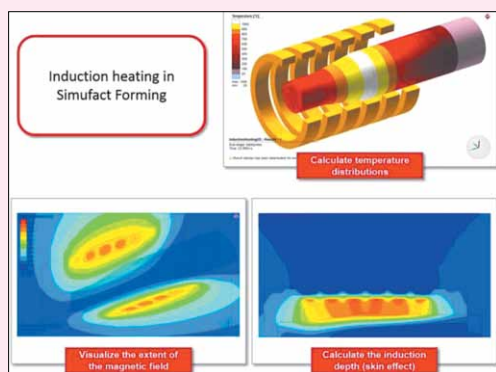 Induction heating in
Simufact Forming
Calculate temperature
distributions
Visualize the extent of
the magnetic field
Calculate the induction
depth (skin effect)